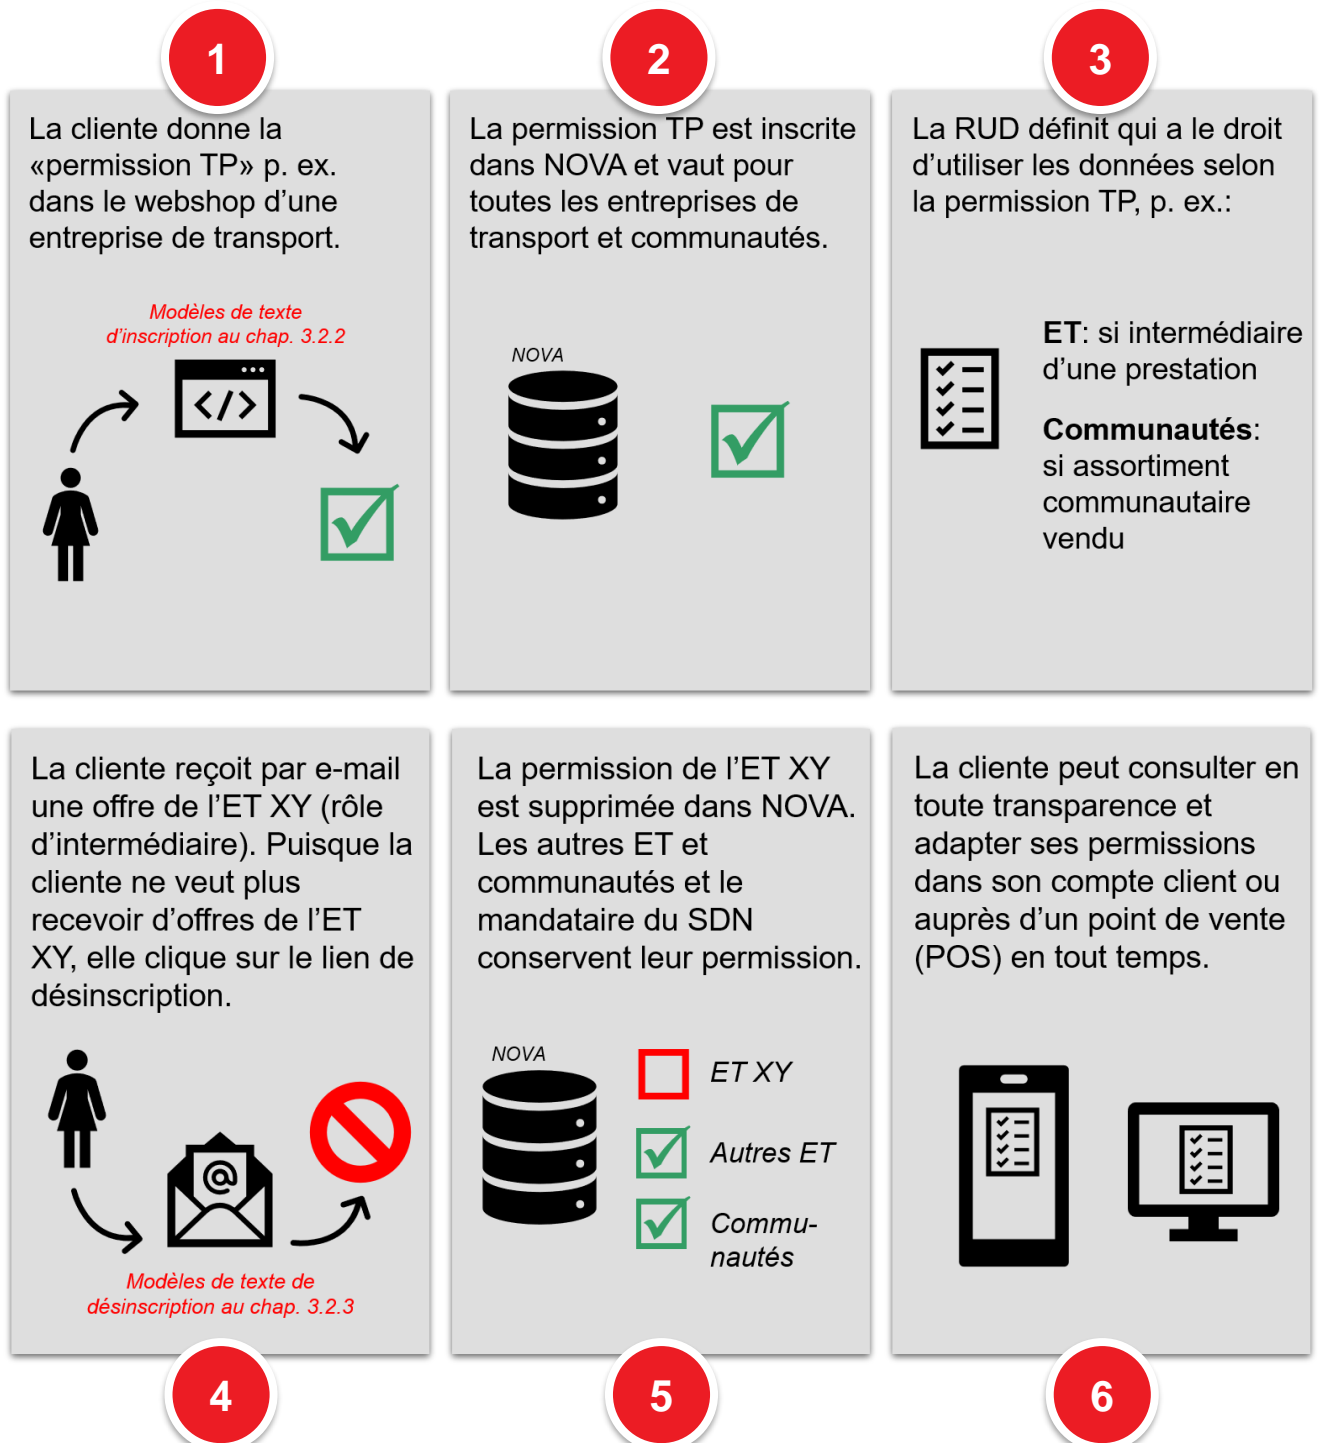 1
La cliente donne la
«permission TP» p. ex.
dans le webshop d’une
entreprise de transport.
Modèles de texte
d’inscription au chap. 3.2.2
2
La permission TP est inscrite
dans NOVA et vaut pour
toutes les entreprises de
transport et communautés.
NOVA
3
La RUD définit qui a le droit
d’utiliser les données selon
la permission TP, p. ex.:
ET: si intermédiaire
d’une prestation
Communautés:
si assortiment
communautaire
vendu
La cliente reçoit par e-mail
une offre de l’ET XY (rôle
d’intermédiaire). Puisque la
cliente ne veut plus
recevoir d’offres de l’ET
XY, elle clique sur le lien de
désinscription.
@
Modèles de texte de
désinscription au chap. 3.2.3
4
La permission de l’ET XY
est supprimée dans NOVA.
Les autres ET et
communautés et le
mandataire du SDN
conservent leur permission.
NOVA
ET XY
Autres ET
Commu-
nautés
5
La cliente peut consulter en
toute transparence et
adapter ses permissions
dans son compte client ou
auprès d’un point de vente
(POS) en tout temps.
6